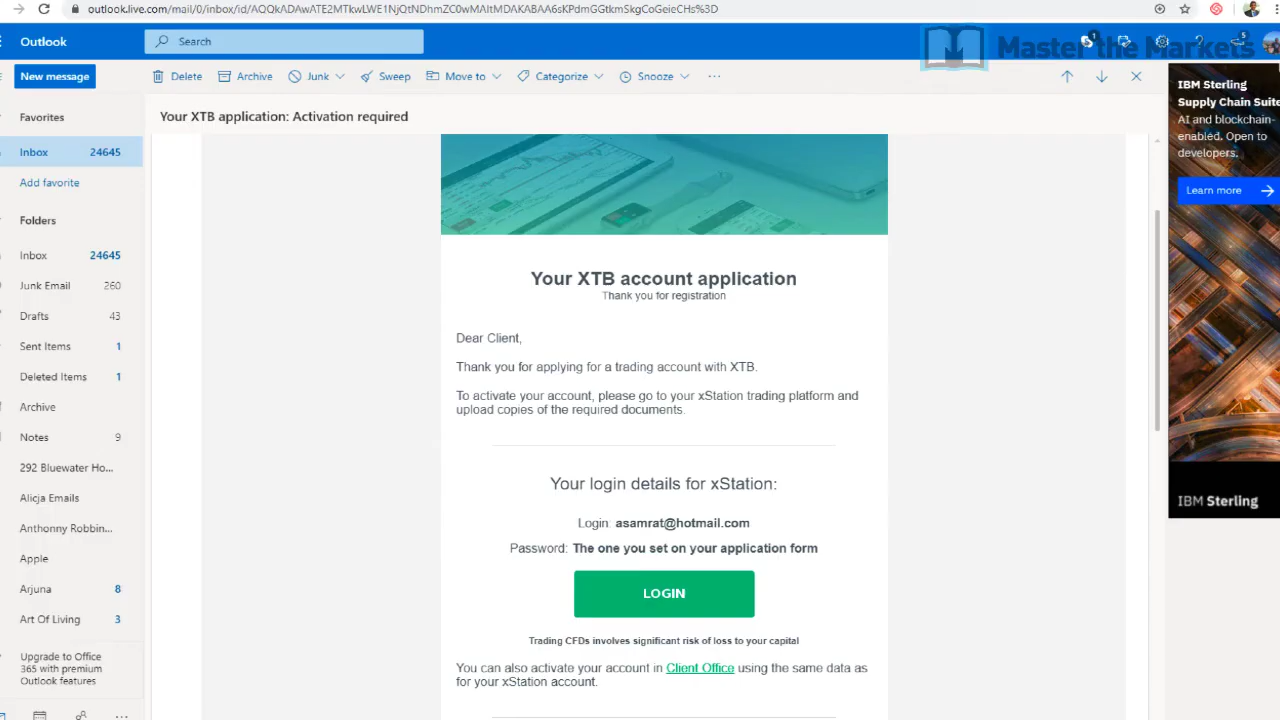 outlook.live.com/mail/0/inbox/id/AQQkADAwATE2MTkwLWE1NjQtNDhmZC0wMAItMDAKABAA6sKPdmGGtkmSkgCoGeieCHs%3D
Outlook
Search
1
5
Master the Markets
New message
Delete
Archive
Junk
Sweep
Move to
Categorize
Snooze
Your XTB application: Activation required
Favorites
Inbox 24645
Add favorite
Folders
Inbox 24645
Junk Email 260
Drafts 43
Sent Items 1
Deleted Items 1
Archive
Notes 9
292 Bluewater Ho...
Alicja Emails
Anthonny Robbin...
Apple
Arjuna 8
Art Of Living 3
Upgrade to Office
365 with premium
Outlook features
Your XTB account application
Thank you for registration
Dear Client,
Thank you for applying for a trading account with XTB.
To activate your account, please go to your xStation trading platform and
upload copies of the required documents.
Your login details for xStation:
Login: asamrat@hotmail.com
Password: The one you set on your application form
LOGIN
Trading CFDs involves significant risk of loss to your capital
You can also activate your account in Client Office using the same data as
for your xStation account.
IBM Sterling
Supply Chain Suite
AI and blockchain-
enabled. Open to
developers.
Learn more
IBM Sterling